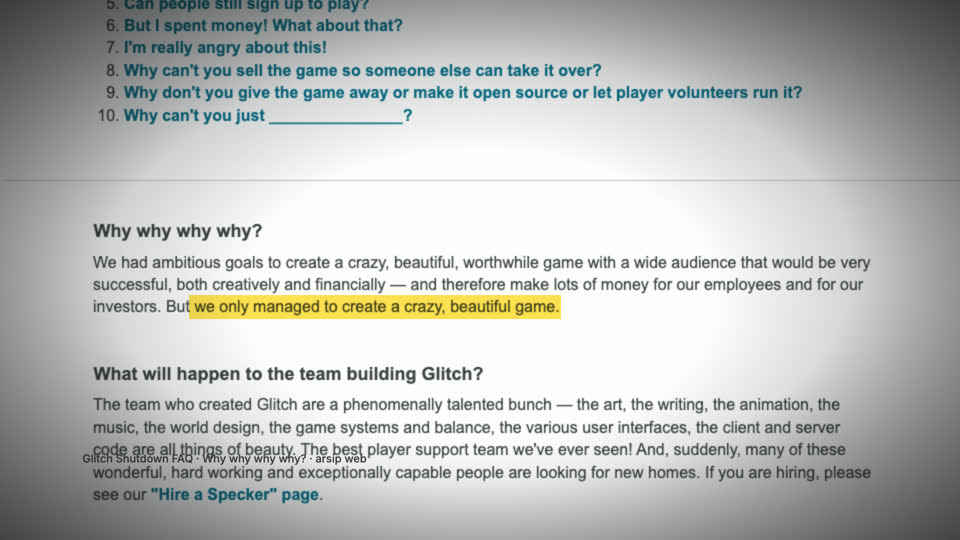 5. Can people still sign up to play?
6. But I spent money! What about that?
7. I'm really angry about this!
8. Why can't you sell the game so someone else can take it over?
9. Why don't you give the game away or make it open source or let player volunteers run it?
10. Why can't you just _______________?
Why why why why?
We had ambitious goals to create a crazy, beautiful, worthwhile game with a wide audience that would be very
successful, both creatively and financially — and therefore make lots of money for our employees and for our
investors. But we only managed to create a crazy, beautiful game.
What will happen to the team building Glitch?
The team who created Glitch are a phenomenally talented bunch — the art, the writing, the animation, the
music, the world design, the game systems and balance, the various user interfaces, the client and server
code are all things of beauty. The best player support team we've ever seen! And, suddenly, many of these
Glitch Shutdown FAQ · Why why why why? · arsip web
wonderful, hard working and exceptionally capable people are looking for new homes. If you are hiring, please
see our "Hire a Specker" page.